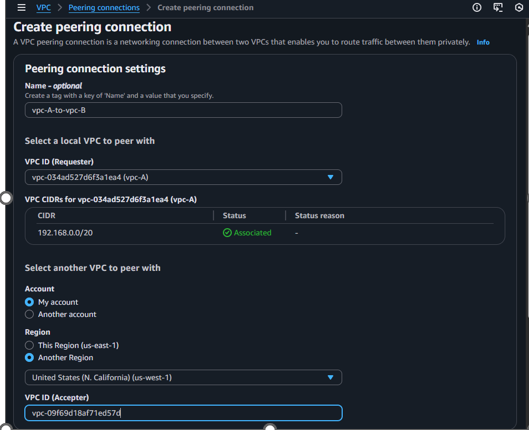 VPC > Peering connections > Create peering connection
Create peering connection
A VPC peering connection is a networking connection between two VPCs that enables you to route traffic between them privately. Info
Peering connection settings
Name - optional
Create a tag with a key of 'Name' and a value that you specify.
vpc-A-to-vpc-B
Select a local VPC to peer with
VPC ID (Requester)
vpc-034ad527d6f3a1ea4 (vpc-A)
VPC CIDRs for vpc-034ad527d6f3a1ea4 (vpc-A)
CIDR Status Status reason
192.168.0.0/20 Associated -
Select another VPC to peer with
Account
My account
Another account
Region
This Region (us-east-1)
Another Region
United States (N. California) (us-west-1)
VPC ID (Accepter)
vpc-09f69d18af71ed57d